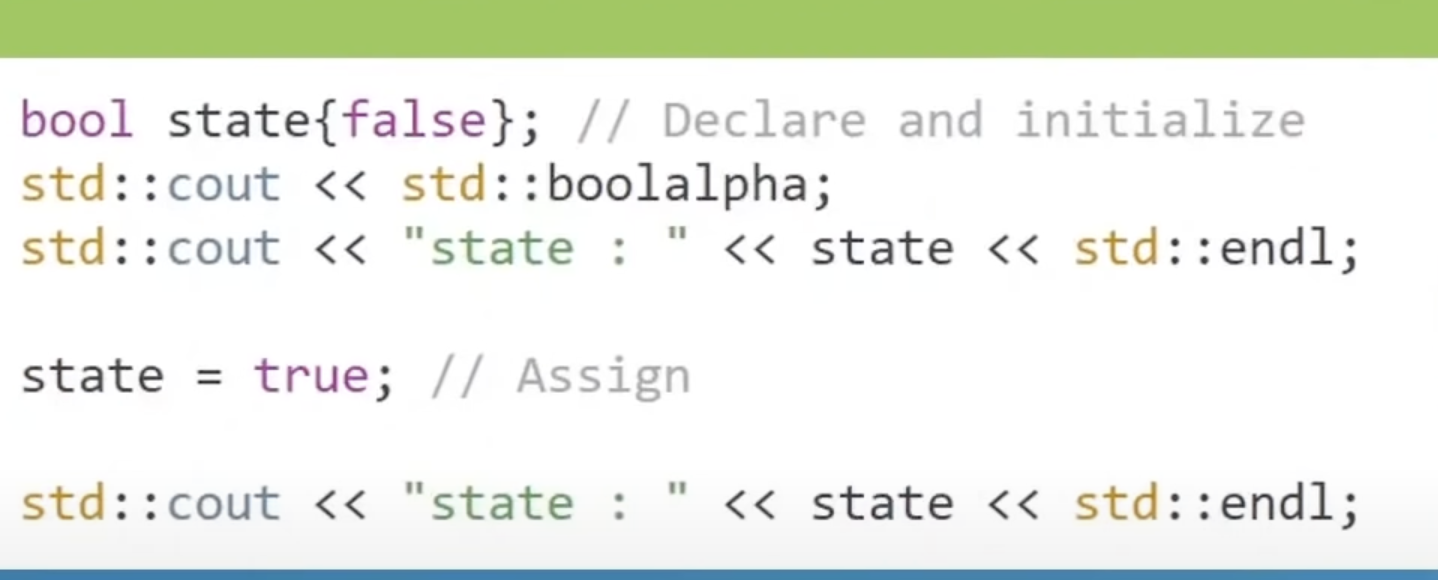 bool state{false}; // Declare and initialize
std::cout << std::boolalpha;
std::cout << "state : " << state << std::endl;
state = true; // Assign
std::cout << "state : " << state << std::endl;